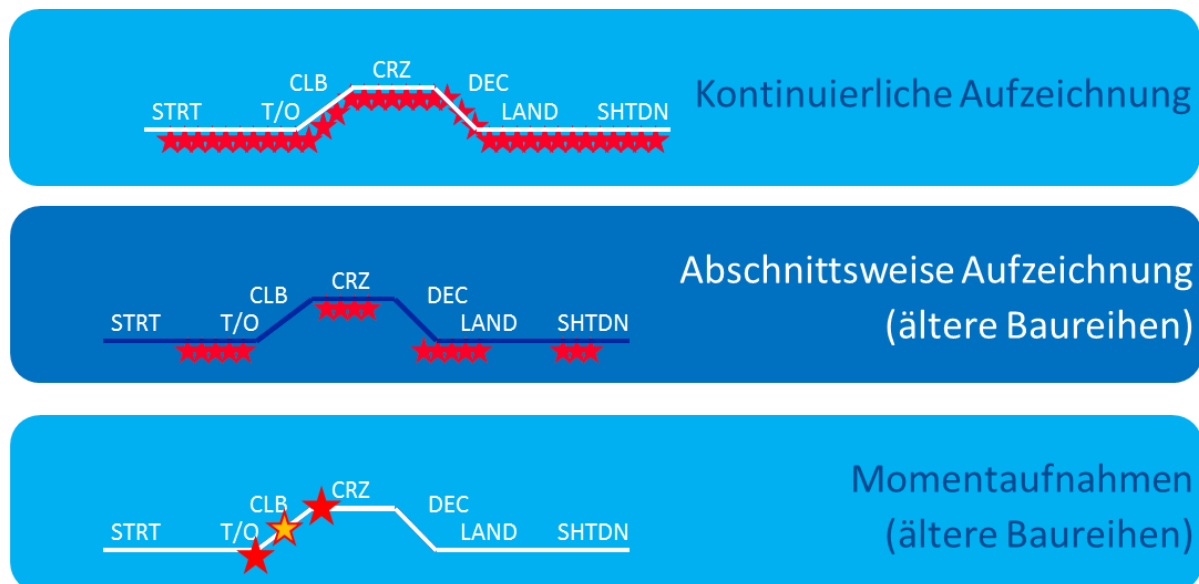 CRZ
CLB DEC
STRT T/O LAND SHTDN
Kontinuierliche Aufzeichnung
CRZ
CLB DEC
STRT T/O LAND SHTDN
Abschnittsweise Aufzeichnung
(ältere Baureihen)
CLB CRZ DEC
STRT T/O LAND SHTDN
Momentaufnahmen
(ältere Baureihen)